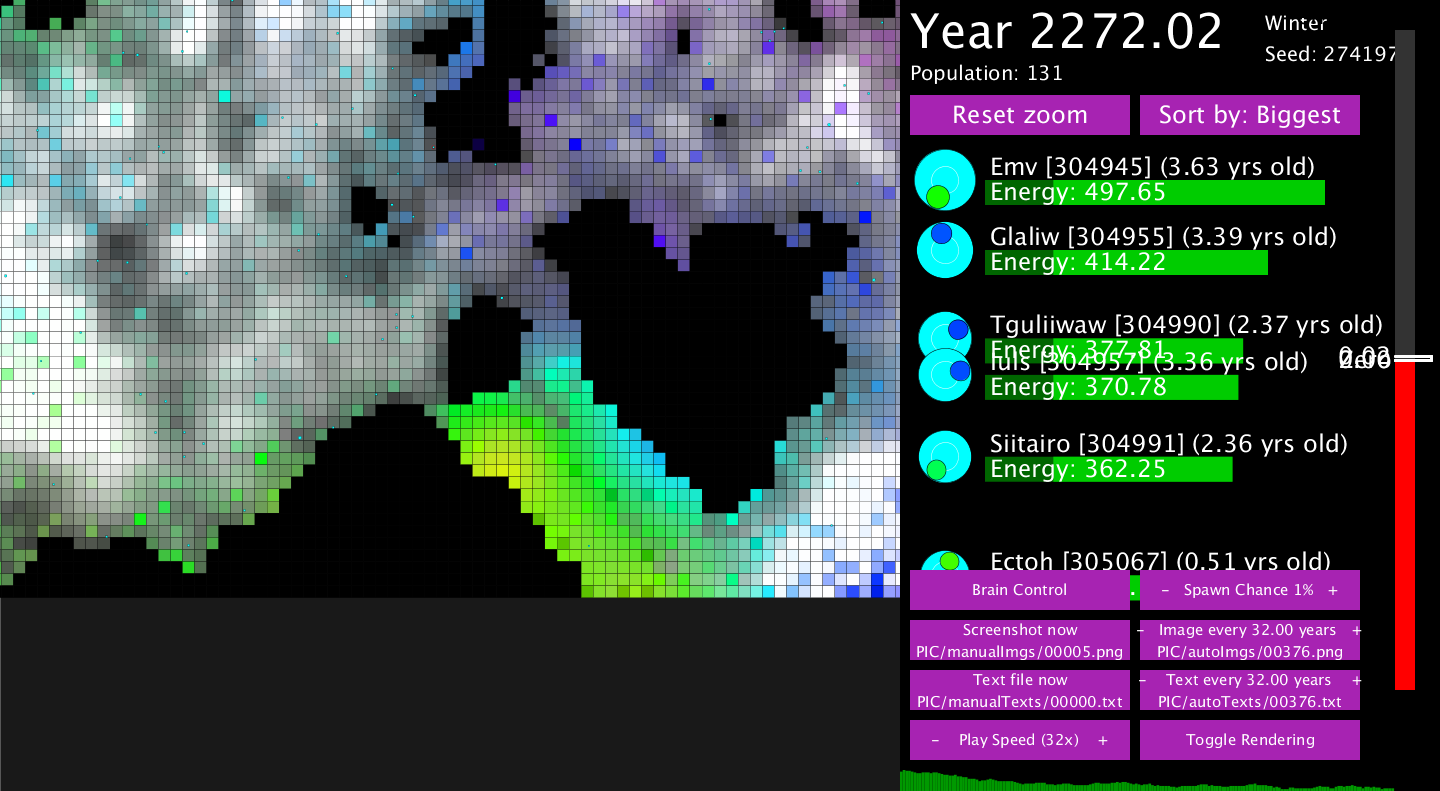 Year 2272.02
Winter
Seed: 274197
Population: 131
Reset zoom
Sort by: Biggest
Emv [304945] (3.63 yrs old)
Energy: 497.65
Glaliw [304955] (3.39 yrs old)
Energy: 414.22
Tguliiwaw [304990] (2.37 yrs old)
Energy: 377.81
[304957] (3.36 yrs old)
Energy: 370.78
Siitairo [304991] (2.36 yrs old)
Energy: 362.25
Ectoh [305067] (0.51 yrs old)
Brain Control
- Spawn Chance 1% +
Screenshot now
PIC/manualImgs/00005.png
- Image every 32.00 years +
PIC/autoImgs/00376.png
Text file now
PIC/manualTexts/00000.txt
- Text every 32.00 years +
PIC/autoTexts/00376.txt
- Play Speed (32x) +
Toggle Rendering